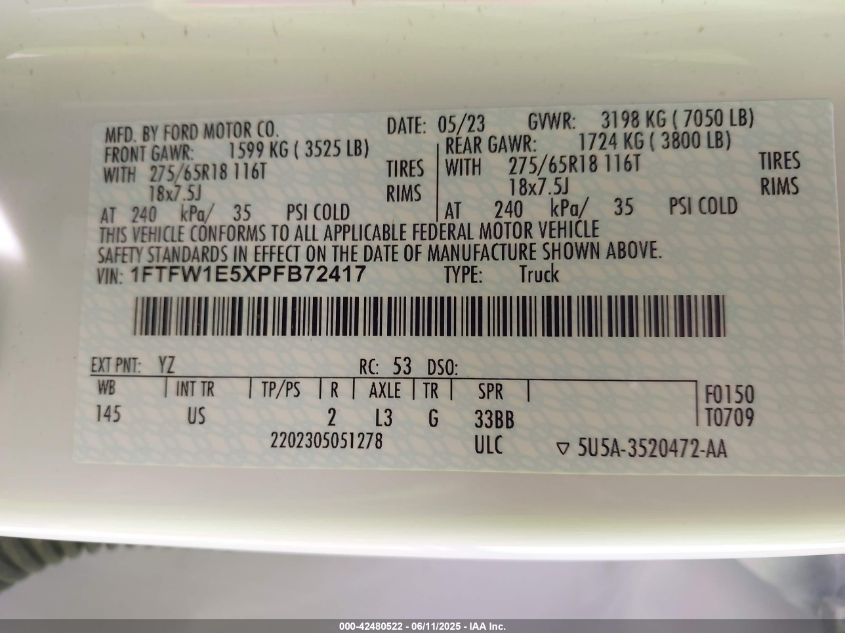 MFD. BY FORD MOTOR CO. DATE: 05/23 GVWR: 3198 KG ( 7050 LB)
FRONT GAWR: 1599 KG ( 3525 LB) REAR GAWR: 1724 KG ( 3800 LB)
WITH 275/65R18 116T TIRES WITH 275/65R18 116T TIRES
18x7.5J RIMS 18x7.5J RIMS
AT 240 kPa/ 35 PSI COLD AT 240 kPa/ 35 PSI COLD
THIS VEHICLE CONFORMS TO ALL APPLICABLE FEDERAL MOTOR VEHICLE
SAFETY STANDARDS IN EFFECT ON THE DATE OF MANUFACTURE SHOWN ABOVE.
VIN: 1FTFW1E5XPFB72417 TYPE: Truck
EXT PNT: YZ RC: 53 DSO:
WB INT TR TP/PS R AXLE TR SPR F0150
145 US 2 L3 G 33BB T0709
2202305051278 ULC ▽ 5U5A-3520472-AA
000-42480522 - 06/11/2025 - IAA Inc.